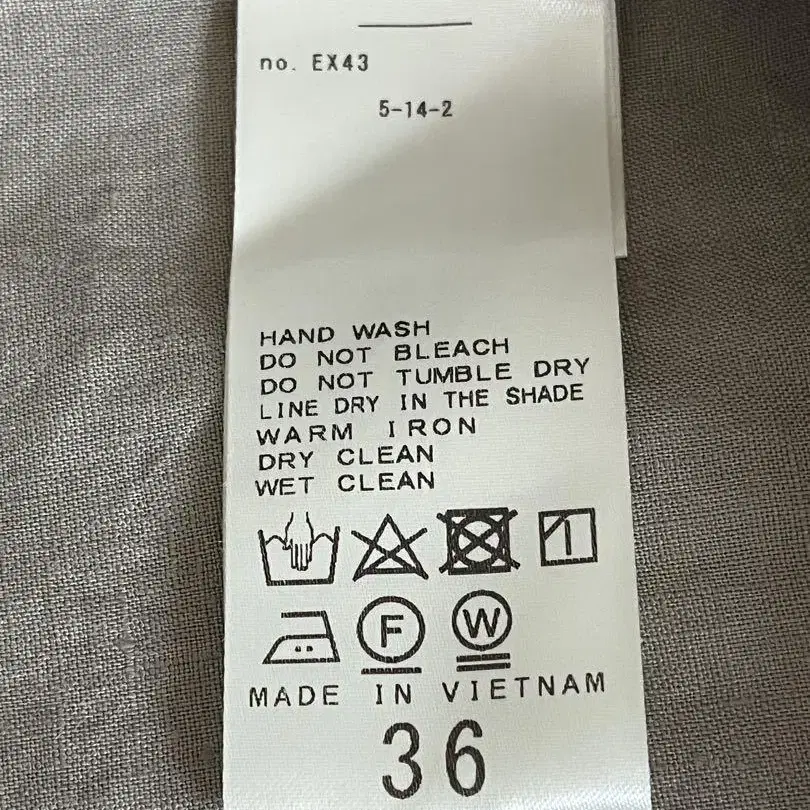 no. EX43
5-14-2
HAND WASH
DO NOT BLEACH
DO NOT TUMBLE DRY
LINE DRY IN THE SHADE
WARM IRON
DRY CLEAN
WET CLEAN
F W
MADE IN VIETNAM
36